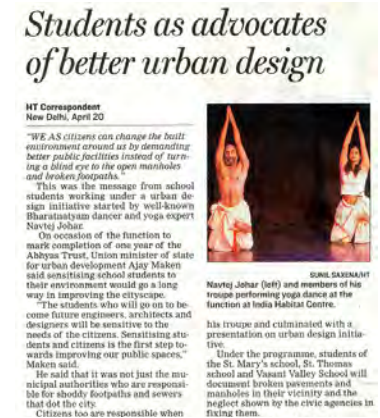 Students as advocates
of better urban design
HT Correspondent
New Delhi, April 20
"WE AS citizens can change the built
environment around us by demanding
better public facilities instead of turn-
ing a blind eye to the open manholes
and broken footpaths."
This was the message from school
students working under a urban de-
sign initiative started by well-known
Bharatnatyam dancer and yoga expert
Navtej Johar.
On occasion of the function to
mark completion of one year of the
Abhyas Trust, Union minister of state
for urban development Ajay Maken
said sensitising school students to
their environment would go a long
way in improving the cityscape.
"The students who will go on to be-
come future engineers, architects and
designers will be sensitive to the
needs of the citizens. Sensitising stu-
dents and citizens is the first step to-
wards improving our public spaces,"
Maken said.
He said that it was not just the mu-
nicipal authorities who are responsi-
ble for shoddy footpaths and sewers
that dot the city.
Citizens too are responsible when
SUNIL SAXENA/HT
Navtej Johar (left) and members of his
troupe performing yoga dance at the
function at India Habitat Centre.
his troupe and culminated with a
presentation on urban design initia-
tive.
Under the programme, students of
the St. Mary's school, St. Thomas
school and Vasant Valley School will
document broken pavements and
manholes in their vicinity and the
neglect shown by the civic agencies in
fixing them.